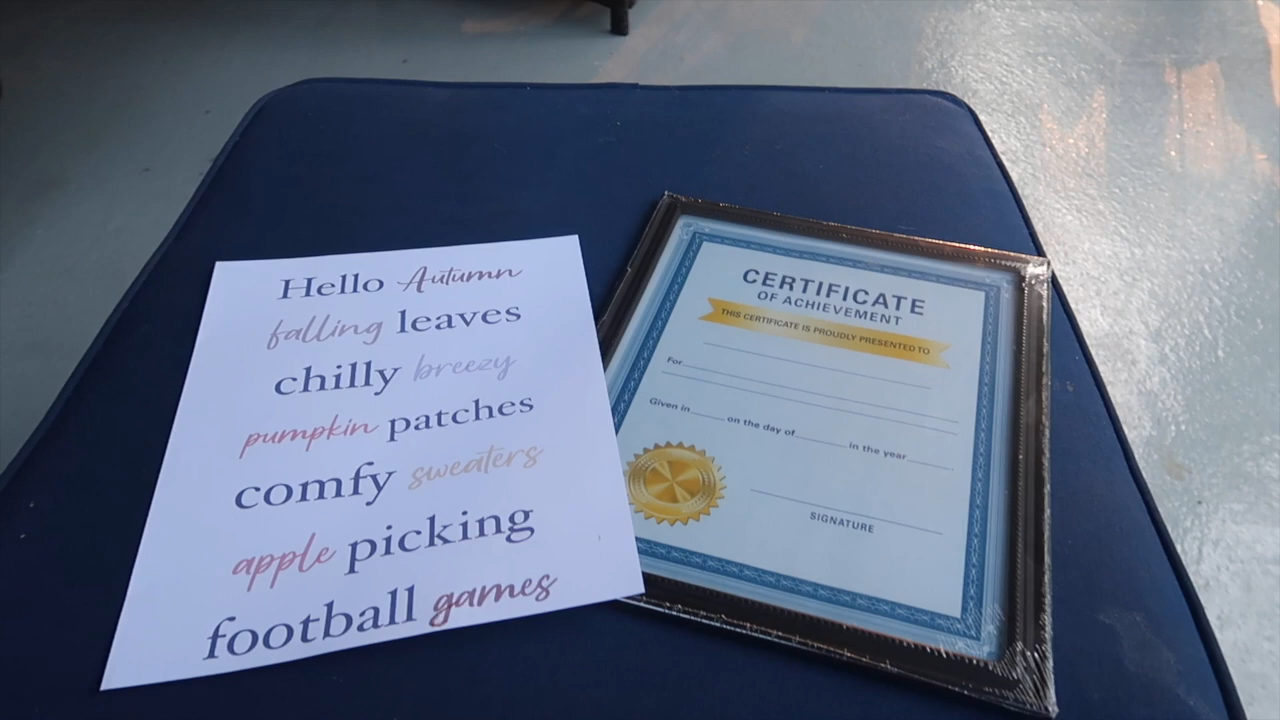 Hello Autumn
falling leaves
chilly breezy
pumpkin patches
comfy sweaters
apple picking
football games
CERTIFICATE
OF ACHIEVEMENT
THIS CERTIFICATE IS PROUDLY PRESENTED TO
For
Given in on the day of in the year
SIGNATURE